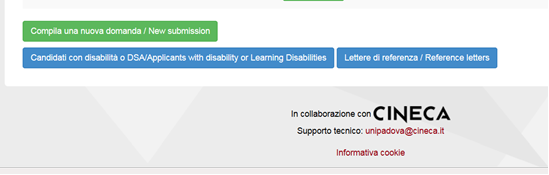 Compila una nuova domanda / New submission
Candidati con disabilità o DSA/Applicants with disability or Learning Disabilities Lettere di referenza / Reference letters
In collaborazione con CINECA
Supporto tecnico: unipadova@cineca.it
Informativa cookie